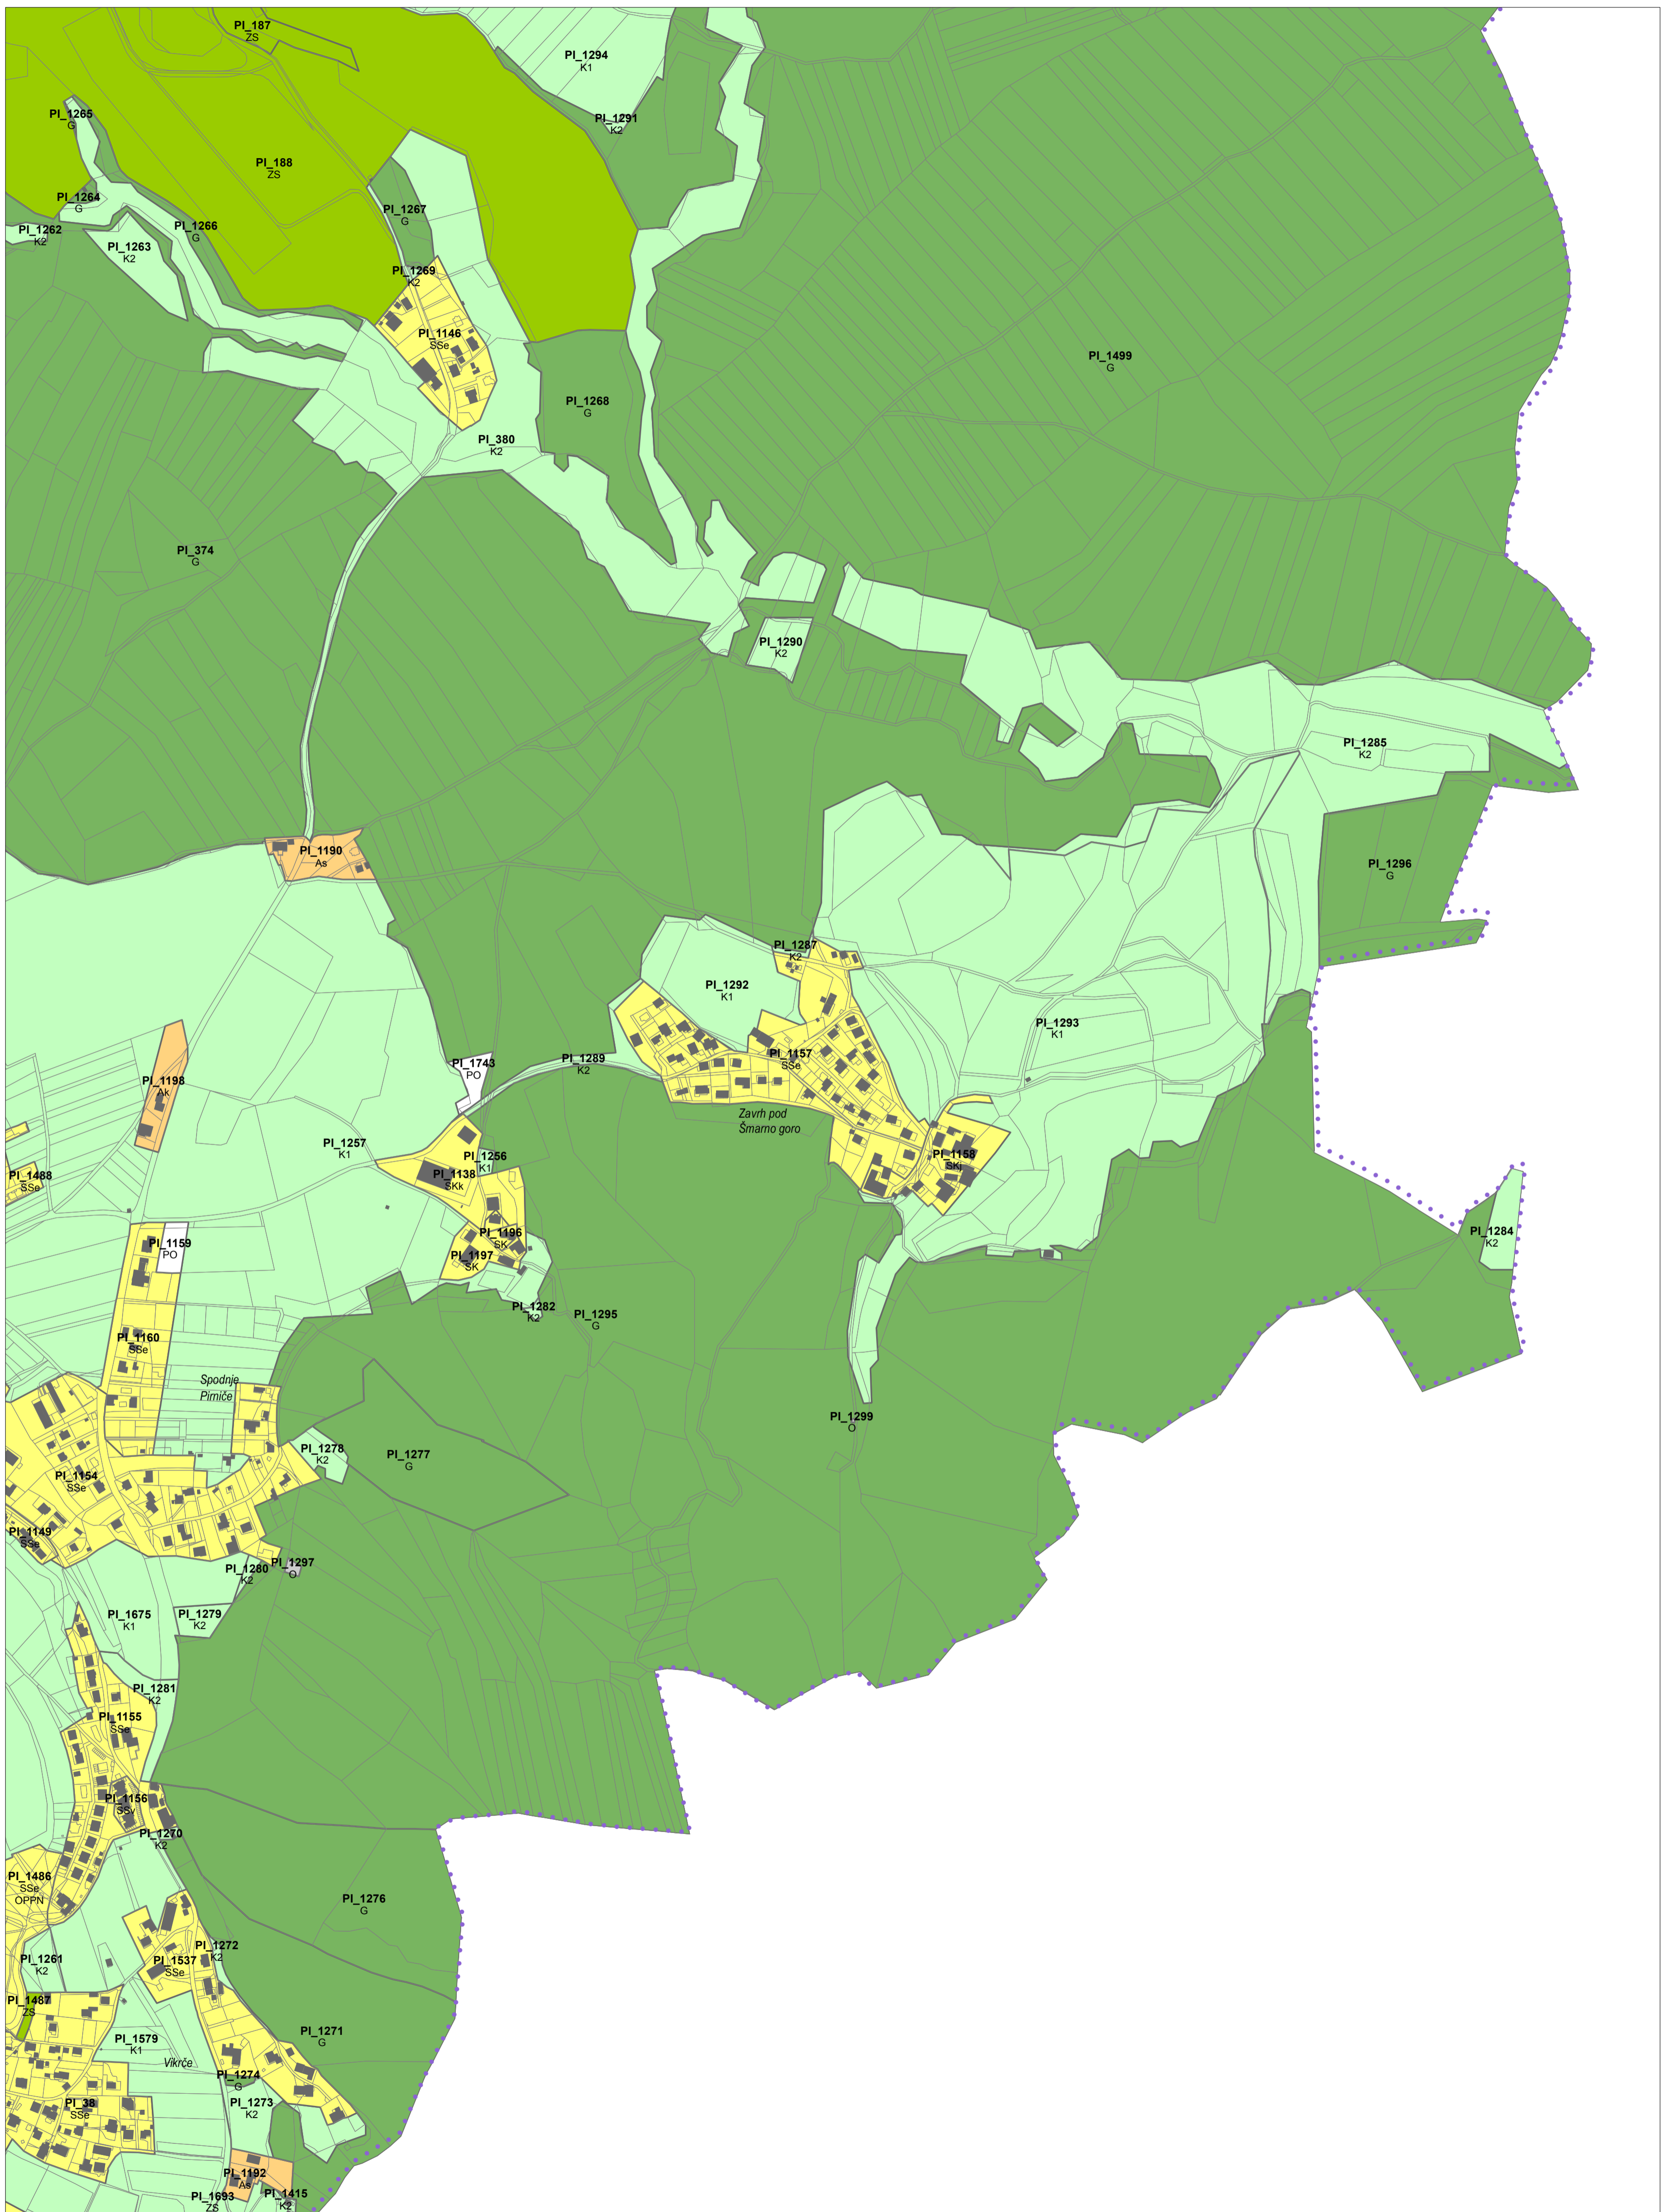 PI_187
ZS
PI_1294
K1
PI_1265
G
PI_1291
K2
PI_188
ZS
PI_1264
G
PI_1267
G
PI_1262
K2
PI_1266
G
PI_1263
K2
PI_1269
K2
PI_1146
SSe
PI_1499
G
PI_1268
G
PI_380
K2
PI_374
G
PI_1290
K2
PI_1285
K2
PI_1190
As
PI_1296
G
PI_1287
K2
PI_1292
K1
PI_1293
K1
PI_1157
SSe
PI_1289
K2
PI_1743
PO
PI_1198
Ak
Zavrh pod
Šmarno goro
PI_1257
K1
PI_1256
K1
PI_1158
SKj
PI_1138
SKk
PI_1488
SSe
PI_1196
SK
PI_1284
K2
PI_1159
PO
PI_1197
SK
PI_1282
K2
PI_1295
G
PI_1160
SSe
Spodnje
Pirniče
PI_1299
O
PI_1278
K2
PI_1277
G
PI_1154
SSe
PI_1149
SSe
PI_1297
O
PI_1280
K2
PI_1675
K1
PI_1279
K2
PI_1281
K2
PI_1155
SSe
PI_1156
SSv
PI_1270
K2
PI_1486
SSe
OPPN
PI_1276
G
PI_1272
K2
PI_1261
K2
PI_1537
SSe
PI_1487
ZS
PI_1271
G
PI_1579
K1
Vikrče
PI_1274
G
PI_1273
K2
PI_38
SSe
PI_1192
As
PI_1693
ZS
PI_1415
K2